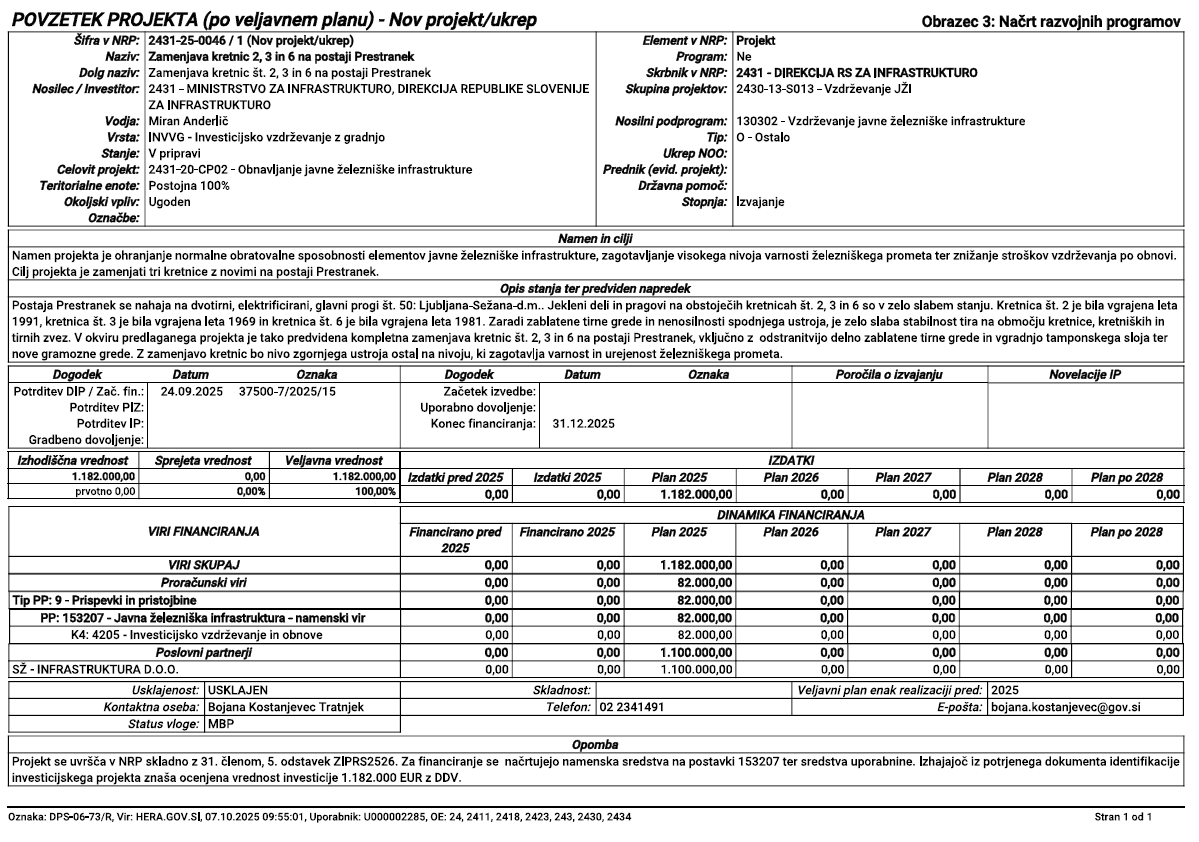 POVZETEK PROJEKTA (po veljavnem planu) - Nov projekt/ukrep
Obrazec 3: Načrt razvojnih programov
Šifra v NRP: 2431-25-0046 / 1 (Nov projekt/ukrep)
Naziv: Zamenjava kretnic 2, 3 in 6 na postaji Prestranek
Dolg naziv: Zamenjava kretnic št. 2, 3 in 6 na postaji Prestranek
Nosilec / Investitor: 2431 - MINISTRSTVO ZA INFRASTRUKTURO, DIREKCIJA REPUBLIKE SLOVENIJE
ZA INFRASTRUKTURO
Vodja: Miran Anderlič
Vrsta: INVVG - Investicijsko vzdrževanje z gradnjo
Stanje: V pripravi
Celovit projekt: 2431-20-CP02 - Obnavljanje javne železniške infrastrukture
Teritorialne enote: Postojna 100%
Okoljski vpliv: Ugoden
Označbe:
Element v NRP: Projekt
Program: Ne
Skrbnik v NRP: 2431 - DIREKCIJA RS ZA INFRASTRUKTURO
Skupina projektov: 2430-13-S013 - Vzdrževanje JŽI
Nosilni podprogram: 130302 - Vzdrževanje javne železniške infrastrukture
Tip: O - Ostalo
Ukrep NOO:
Prednik (evid. projekt):
Državna pomoč:
Stopnja: Izvajanje
Namen in cilji
Namen projekta je ohranjanje normalne obratovalne sposobnosti elementov javne železniške infrastrukture, zagotavljanje visokega nivoja varnosti železniškega prometa ter znižanje stroškov vzdrževanja po obnovi.
Cilj projekta je zamenjati tri kretnice z novimi na postaji Prestranek.
Opis stanja ter predviden napredek
Postaja Prestranek se nahaja na dvotirni, elektrificirani, glavni progi št. 50: Ljubljana-Sežana-d.m.. Jekleni deli in pragovi na obstoječih kretnicah št. 2, 3 in 6 so v zelo slabem stanju. Kretnica št. 2 je bila vgrajena leta
1991, kretnica št. 3 je bila vgrajena leta 1969 in kretnica št. 6 je bila vgrajena leta 1981. Zaradi zablatene tirne grede in nenosilnosti spodnjega ustroja, je zelo slaba stabilnost tira na območju kretnice, kretniških in
tirnih zvez. V okviru predlaganega projekta je tako predvidena kompletna zamenjava kretnic št. 2, 3 in 6 na postaji Prestranek, vključno z odstranitvijo delno zablatene tirne grede in vgradnjo tamponskega sloja ter
nove gramozne grede. Z zamenjavo kretnic bo nivo zgornjega ustroja ostal na nivoju, ki zagotavlja varnost in urejenost železniškega prometa.
Dogodek Datum Oznaka Dogodek Datum Oznaka Poročila o izvajanju Novelacije IP
Potrditev DIP / Zač. fin.: 24.09.2025 37500-7/2025/15 Začetek izvedbe:
Potrditev PIZ: Uporabno dovoljenje:
Potrditev IP: Konec financiranja: 31.12.2025
Gradbeno dovoljenje:
Izhodiščna vrednost Sprejeta vrednost Veljavna vrednost
1.182.000,00 0,00 1.182.000,00
prvotno 0,00 0,00% 100,00%
IZDATKI
Izdatki pred 2025 Izdatki 2025 Plan 2025 Plan 2026 Plan 2027 Plan 2028 Plan po 2028
0,00 0,00 1.182.000,00 0,00 0,00 0,00 0,00
VIRI FINANCIRANJA
DINAMIKA FINANCIRANJA
Financirano pred 2025 Financirano 2025 Plan 2025 Plan 2026 Plan 2027 Plan 2028 Plan po 2028
VIRI SKUPAJ 0,00 0,00 1.182.000,00 0,00 0,00 0,00 0,00
Proračunski viri 0,00 0,00 82.000,00 0,00 0,00 0,00 0,00
Tip PP: 9 - Prispevki in pristojbine 0,00 0,00 82.000,00 0,00 0,00 0,00 0,00
PP: 153207 - Javna železniška infrastruktura - namenski vir 0,00 0,00 82.000,00 0,00 0,00 0,00 0,00
K4: 4205 - Investicijsko vzdrževanje in obnove 0,00 0,00 82.000,00 0,00 0,00 0,00 0,00
Poslovni partnerji 0,00 0,00 1.100.000,00 0,00 0,00 0,00 0,00
SŽ - INFRASTRUKTURA D.O.O. 0,00 0,00 1.100.000,00 0,00 0,00 0,00 0,00
Usklajenost: USKLAJEN Skladnost: Veljavni plan enak realizaciji pred: 2025
Kontaktna oseba: Bojana Kostanjevec Tratnjek Telefon: 02 2341491 E-pošta: bojana.kostanjevec@gov.si
Status vloge: MBP
Opomba
Projekt se uvršča v NRP skladno z 31. členom, 5. odstavek ZIPRS2526. Za financiranje se načrtujejo namenska sredstva na postavki 153207 ter sredstva uporabnine. Izhajajoč iz potrjenega dokumenta identifikacije
investicijskega projekta znaša ocenjena vrednost investicije 1.182.000 EUR z DDV.
Oznaka: DPS-06-73/R, Vir: HERA.GOV.SI, 07.10.2025 09:55:01, Uporabnik: U000002285, OE: 24, 2411, 2418, 2423, 243, 2430, 2434
Stran 1 od 1